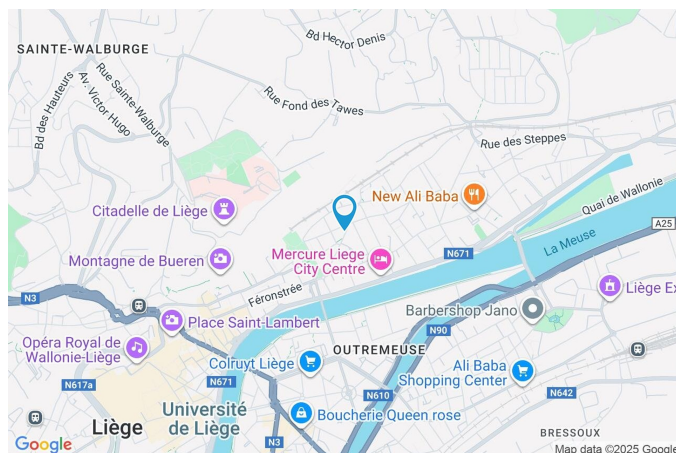 Bd Hector Denis
SAINTE-WALBURGE
Rue Sainte-Walburge
Av. Victor Hugo
Bd des Hauteurs
Rue Fond des Tawes
Rue des Steppes
New Ali Baba
Quai de Wallonie
Citadelle de Liège
A25
La Meuse
Montagne de Bueren
Mercure Liege
City Centre
N671
Liège Ex
N3
Féronstrée
Barbershop Jano
Place Saint-Lambert
N90
Opéra Royal de
Wallonie-Liège
OUTREMEUSE
Colruyt Liège
Ali Baba
Shopping Center
N617a
N671
N610
N642
Université
de Liège
Boucherie Queen rose
Liège
N3
BRESSOUX
Google
Map data ©2025 Google